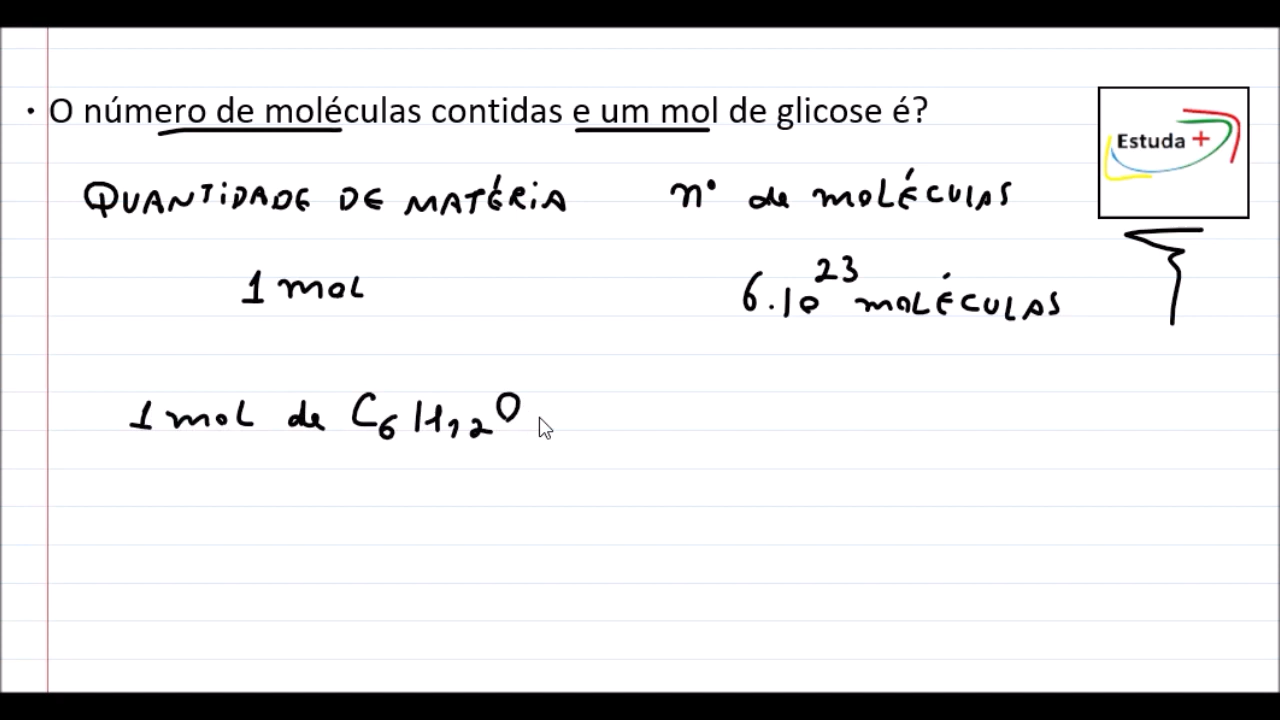 • O número de moléculas contidas e um mol de glicose é?
Estuda +
QUANTIDADE DE MATÉRIA n° de MOLÉCULAS
1 mol 6.10²³ MOLÉCULAS
1 mol de C₆H₁₂O